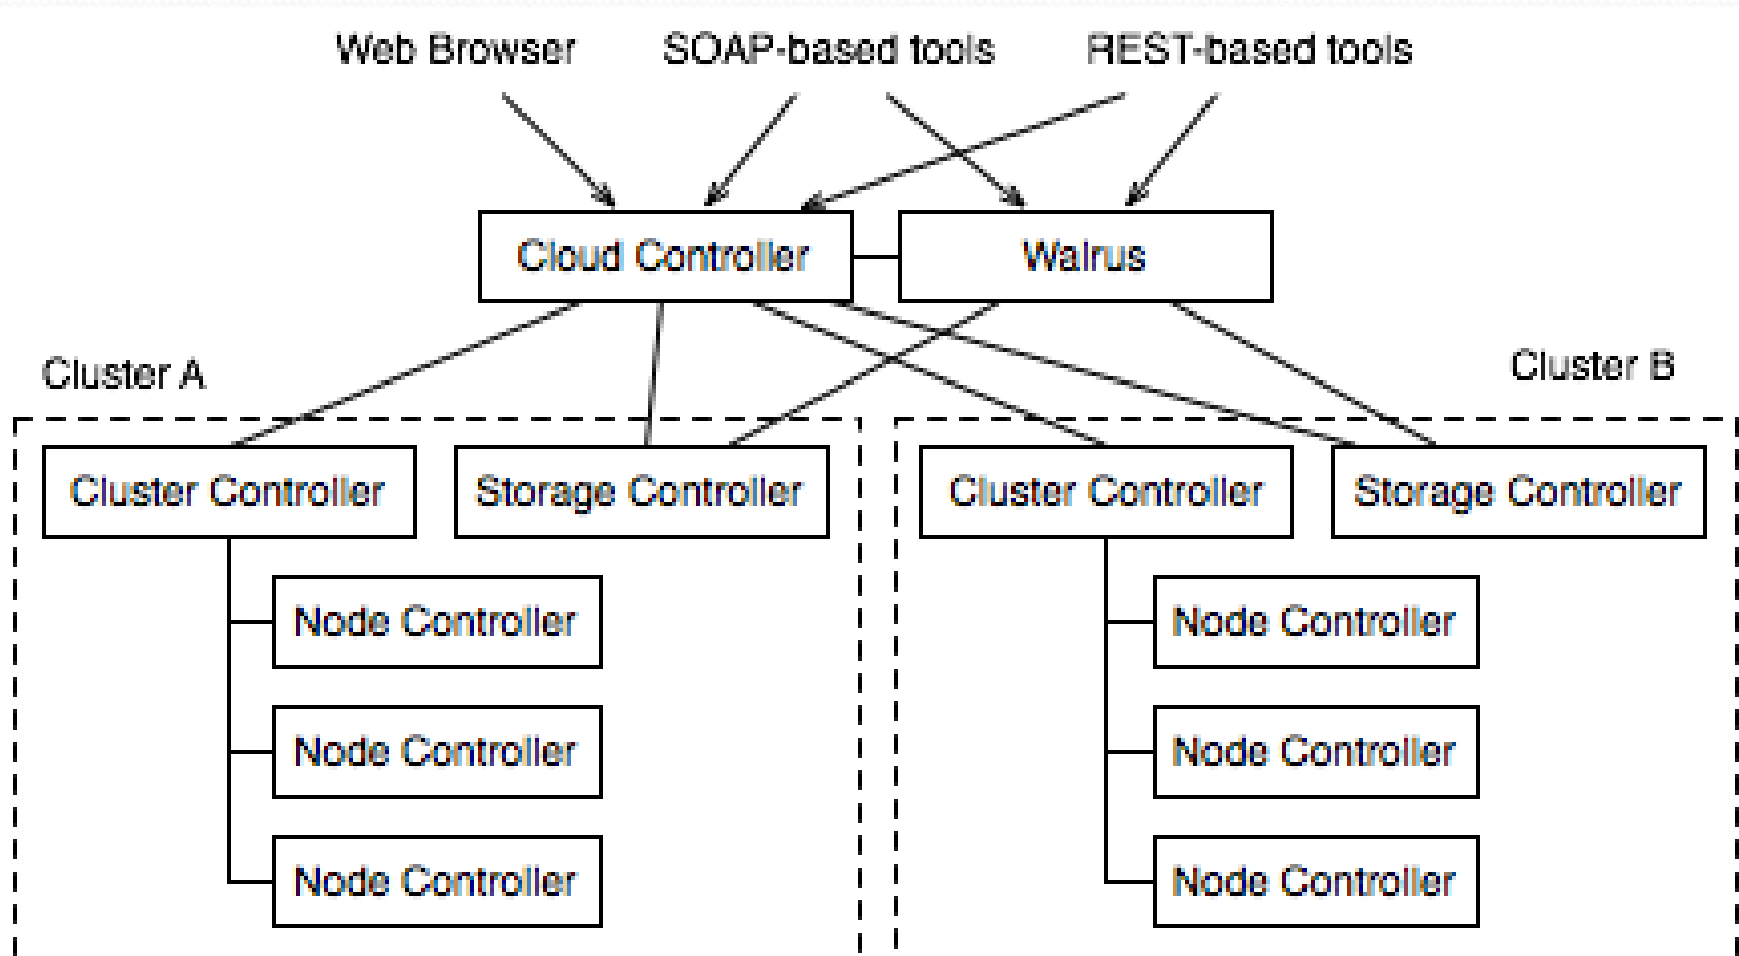 Web Browser
SOAP-based tools
REST-based tools
Cloud Controller
Walrus
Cluster A
Cluster B
Cluster Controller
Storage Controller
Cluster Controller
Storage Controller
Node Controller
Node Controller
Node Controller
Node Controller
Node Controller
Node Controller